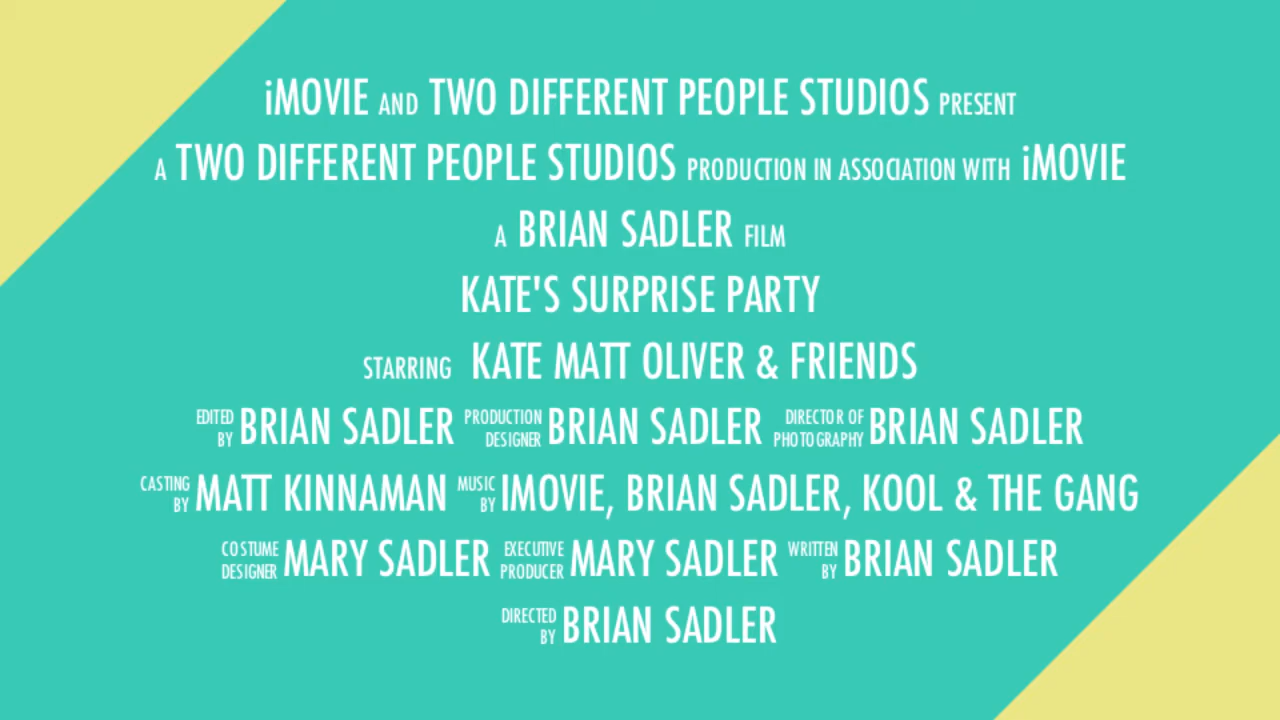 iMOVIE AND TWO DIFFERENT PEOPLE STUDIOS PRESENT
A TWO DIFFERENT PEOPLE STUDIOS PRODUCTION IN ASSOCIATION WITH iMOVIE
A BRIAN SADLER FILM
KATE'S SURPRISE PARTY
STARRING KATE MATT OLIVER & FRIENDS
EDITED BY BRIAN SADLER PRODUCTION DESIGNER BRIAN SADLER DIRECTOR OF PHOTOGRAPHY BRIAN SADLER
CASTING BY MATT KINNAMAN MUSIC BY IMOVIE, BRIAN SADLER, KOOL & THE GANG
COSTUME DESIGNER MARY SADLER EXECUTIVE PRODUCER MARY SADLER WRITTEN BY BRIAN SADLER
DIRECTED BY BRIAN SADLER